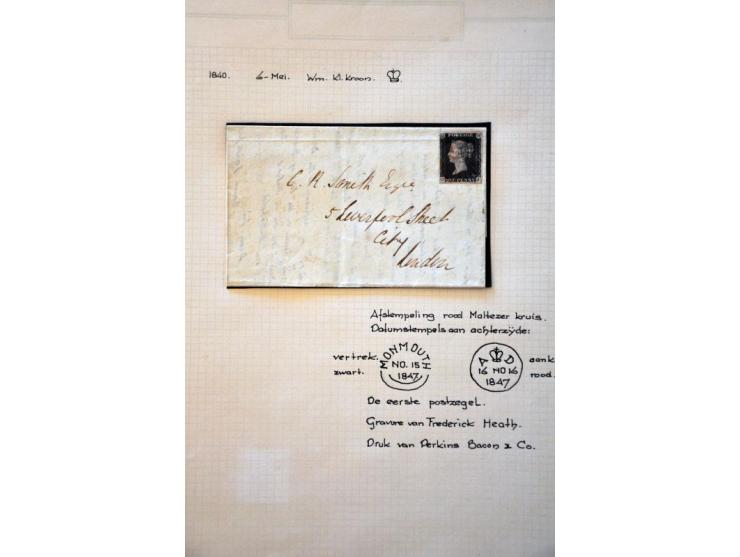 1840. 6-Mei. Wm. Kl. Kroon.
POSTAGE
ONE PENNY
G. R. Smith Esqre
5 Liverpool Street
City
London
Afstempeling rood Maltezer kruis.
Datumstempels aan achterzijde:
vertrek. zwart.
MONMOUTH
NO. 15
1847
A D
16 NO 16
1847
aank rood.
De eerste postzegel.
Gravure van Frederick Heath.
Druk van Perkins Bacon & Co.